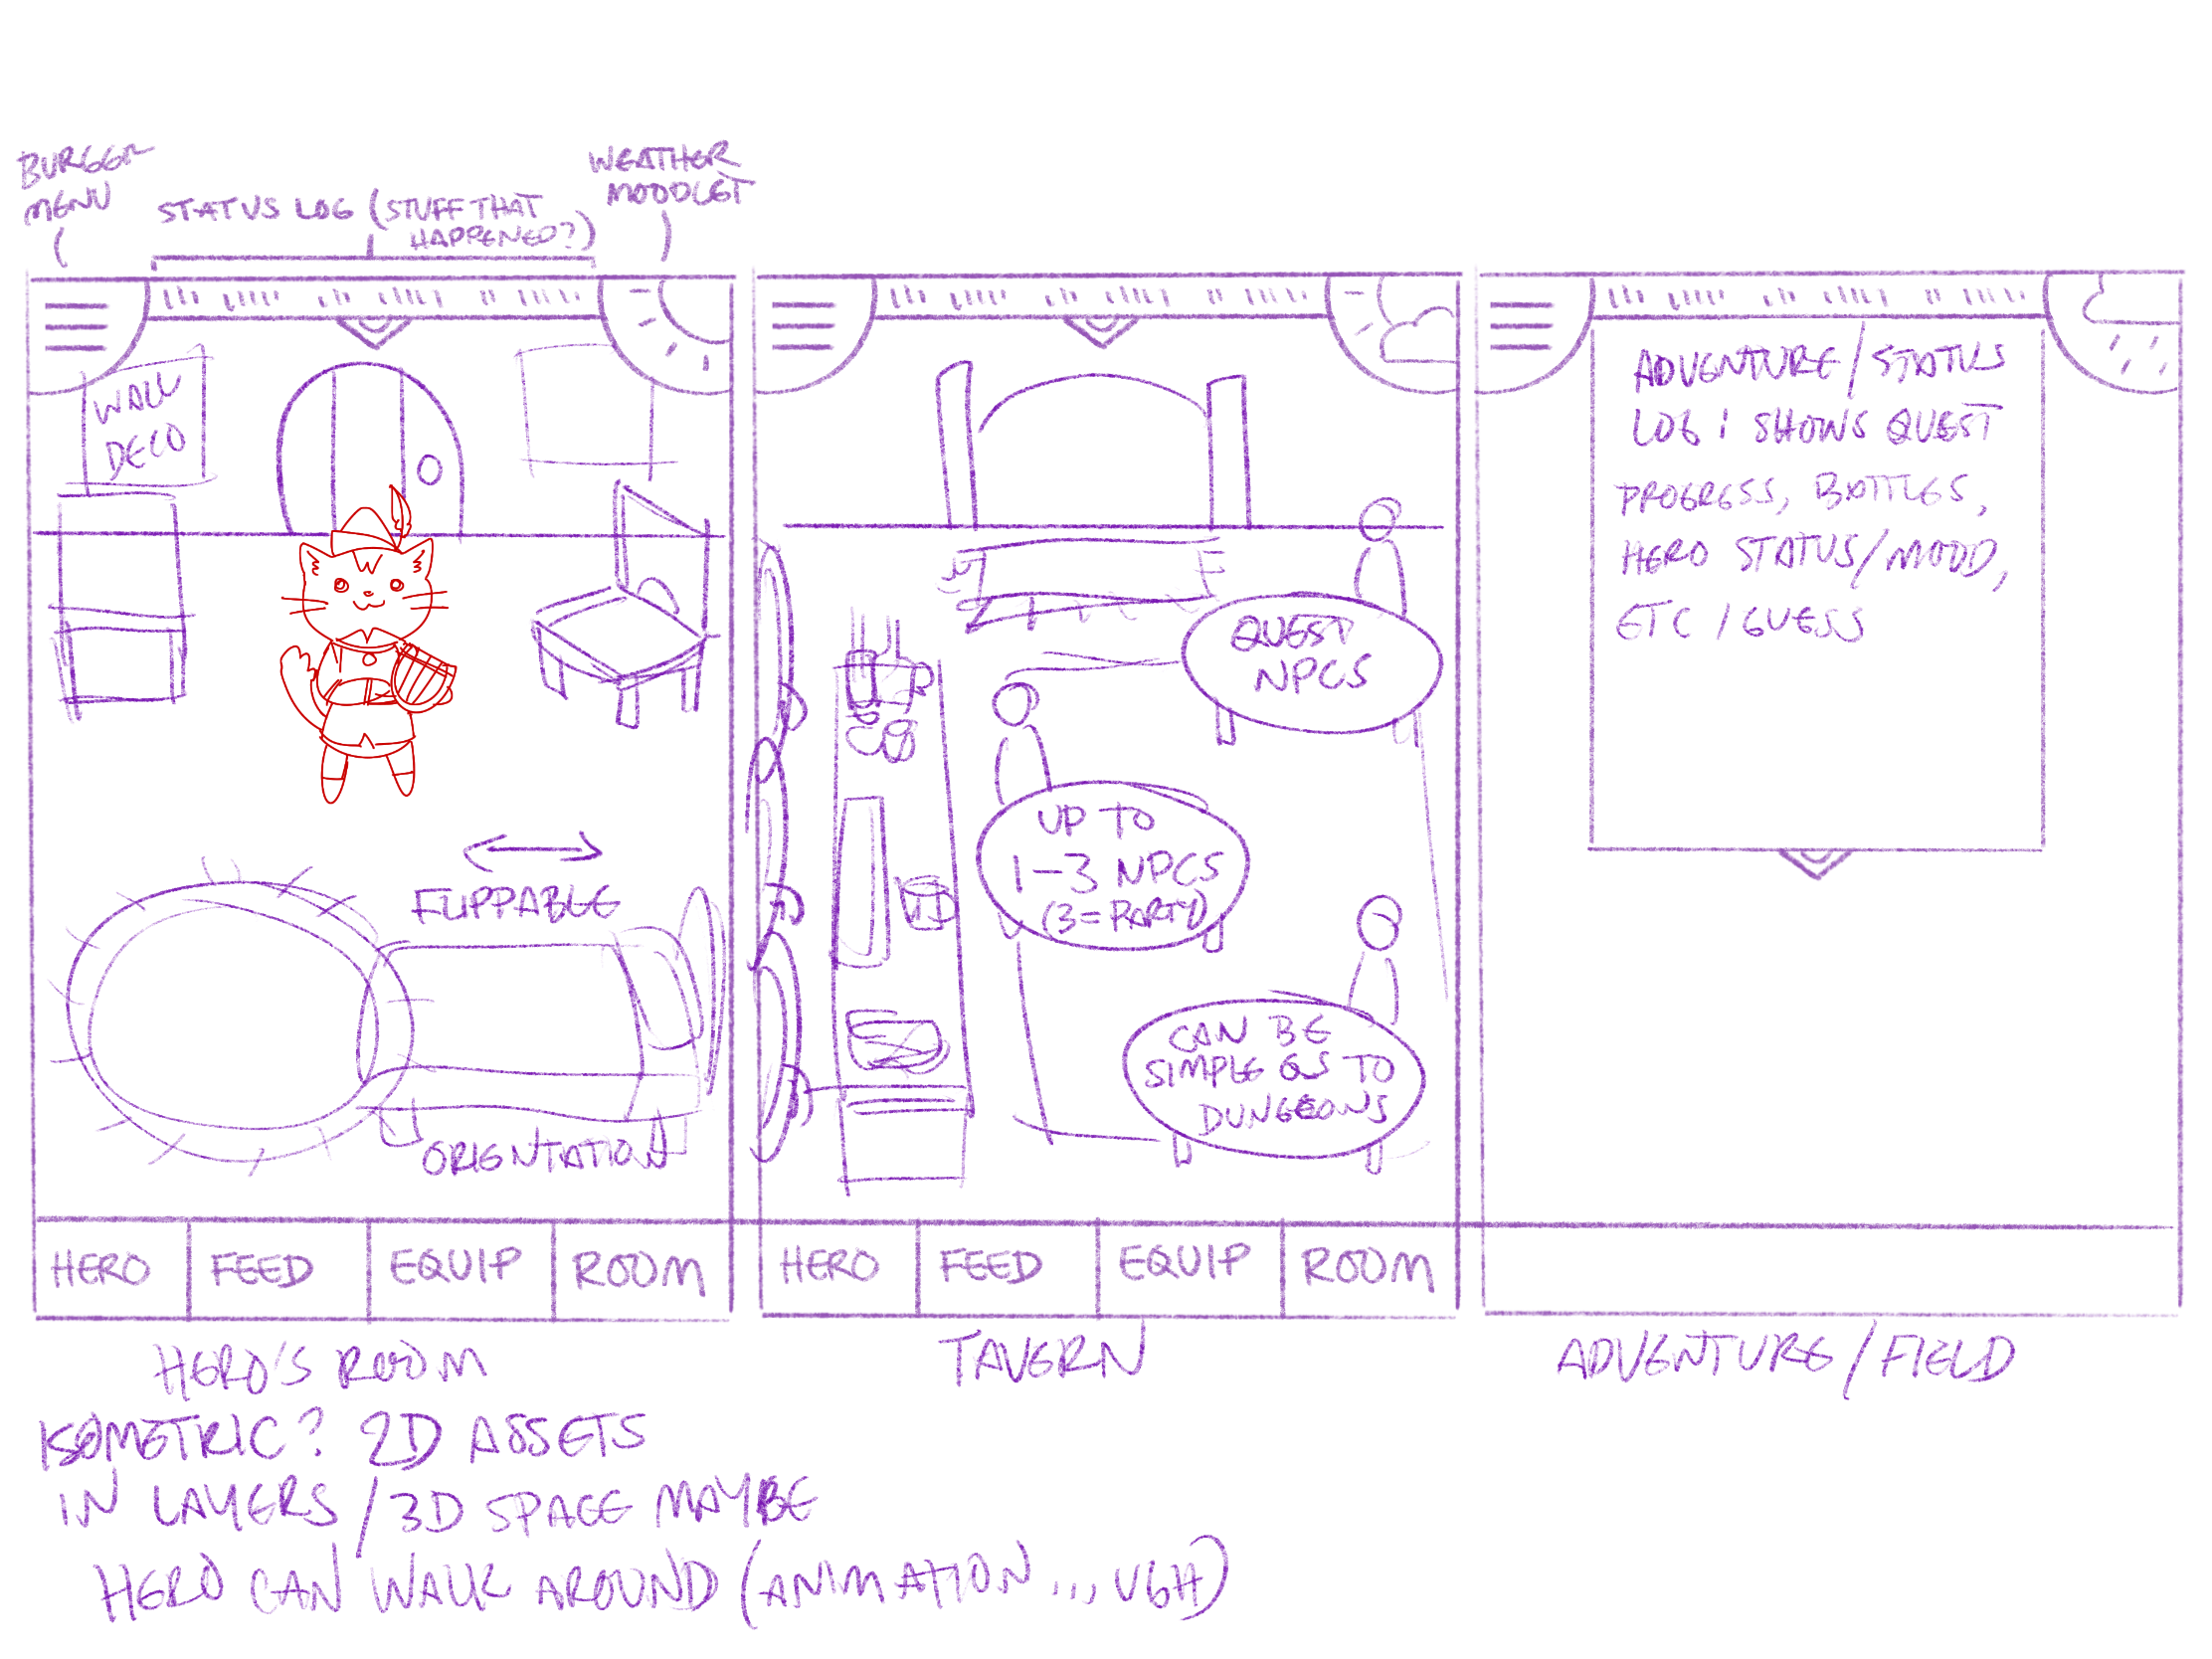 BURGER
MENU
STATUS LOG (STUFF THAT
HAPPENED?)
WEATHER
MOODLET
WALL
DECO
FLIPPABLE
ORIENTATION
HERO
FEED
EQUIP
ROOM
HERO'S ROOM
QUEST
NPCS
UP TO
1-3 NPCS
(3=PARTY)
CAN BE
SIMPLE QS TO
DUNGEONS
HERO
FEED
EQUIP
ROOM
TAVERN
ADVENTURE/STATUS
LOG : SHOWS QUEST
PROGRESS, BATTLES,
HERO STATUS/MOOD,
ETC I GUESS
ADVENTURE/FIELD
ISOMETRIC? 2D ASSETS
IN LAYERS / 3D SPACE MAYBE
HERO CAN WALK AROUND (ANIMATION..., UGH)